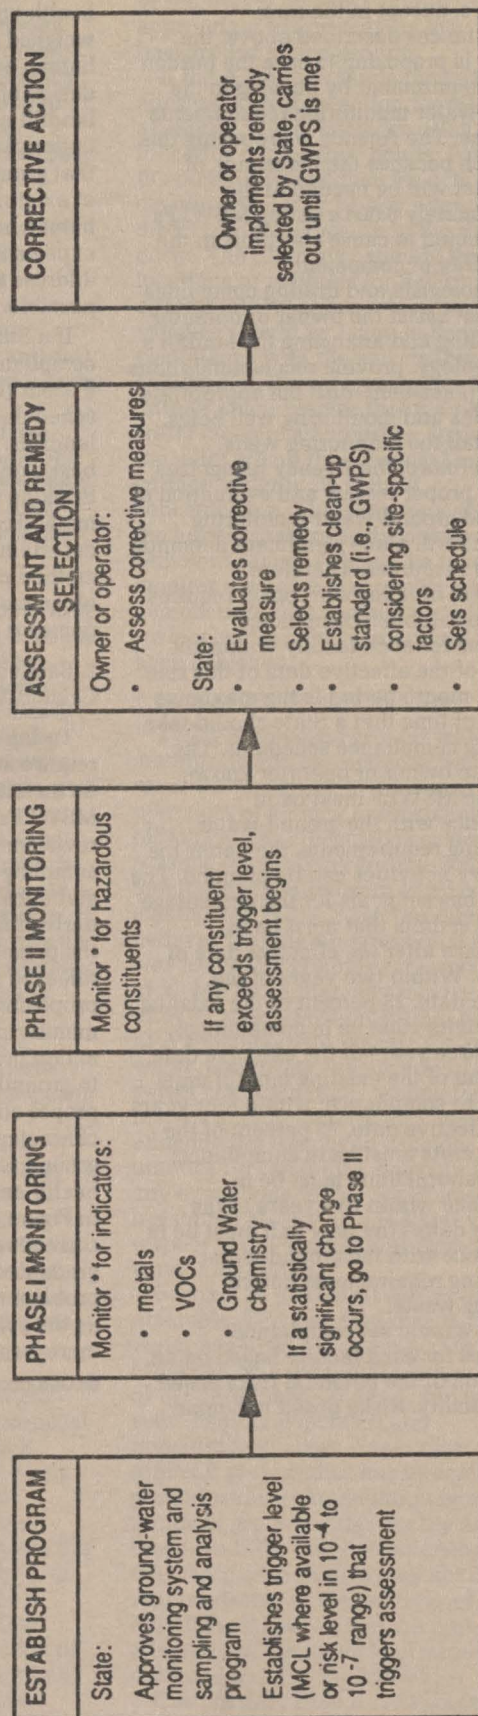 ESTABLISH PROGRAM
State:
Approves ground-water
monitoring system and
sampling and analysis
program
Establishes trigger level
(MCL where available
or risk level in 10⁻⁴ to
10⁻⁷ range) that
triggers assessment
PHASE I MONITORING
Monitor * for indicators:
• metals
• VOCs
• Ground Water
chemistry
If a statistically
significant change
occurs, go to Phase II
PHASE II MONITORING
Monitor * for hazardous
constituents
If any constituent
exceeds trigger level,
assessment begins
ASSESSMENT AND REMEDY
SELECTION
Owner or operator:
• Assess corrective measures
State:
• Evaluates corrective
measure
• Selects remedy
• Establishes clean-up
standard (i.e., GWPS)
• considering site-specific
factors
• Sets schedule
CORRECTIVE ACTION
Owner or operator
implements remedy
selected by State, carries
out until GWPS is met